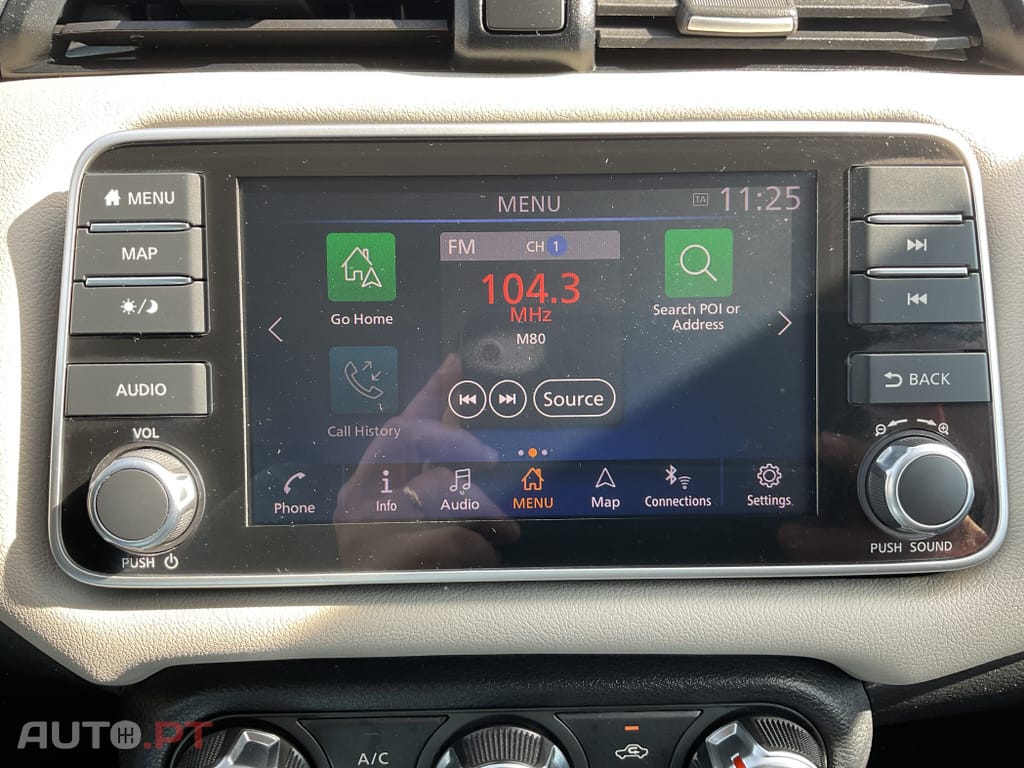 MENU
MAP
AUDIO
VOL
PUSH
MENU
TA
11:25
Go Home
Call History
FM
CH 1
104.3
MHz
M80
Source
Search POI or
Address
Phone
Info
Audio
MENU
Map
Connections
Settings
BACK
PUSH SOUND
A/C
AUTO.PT